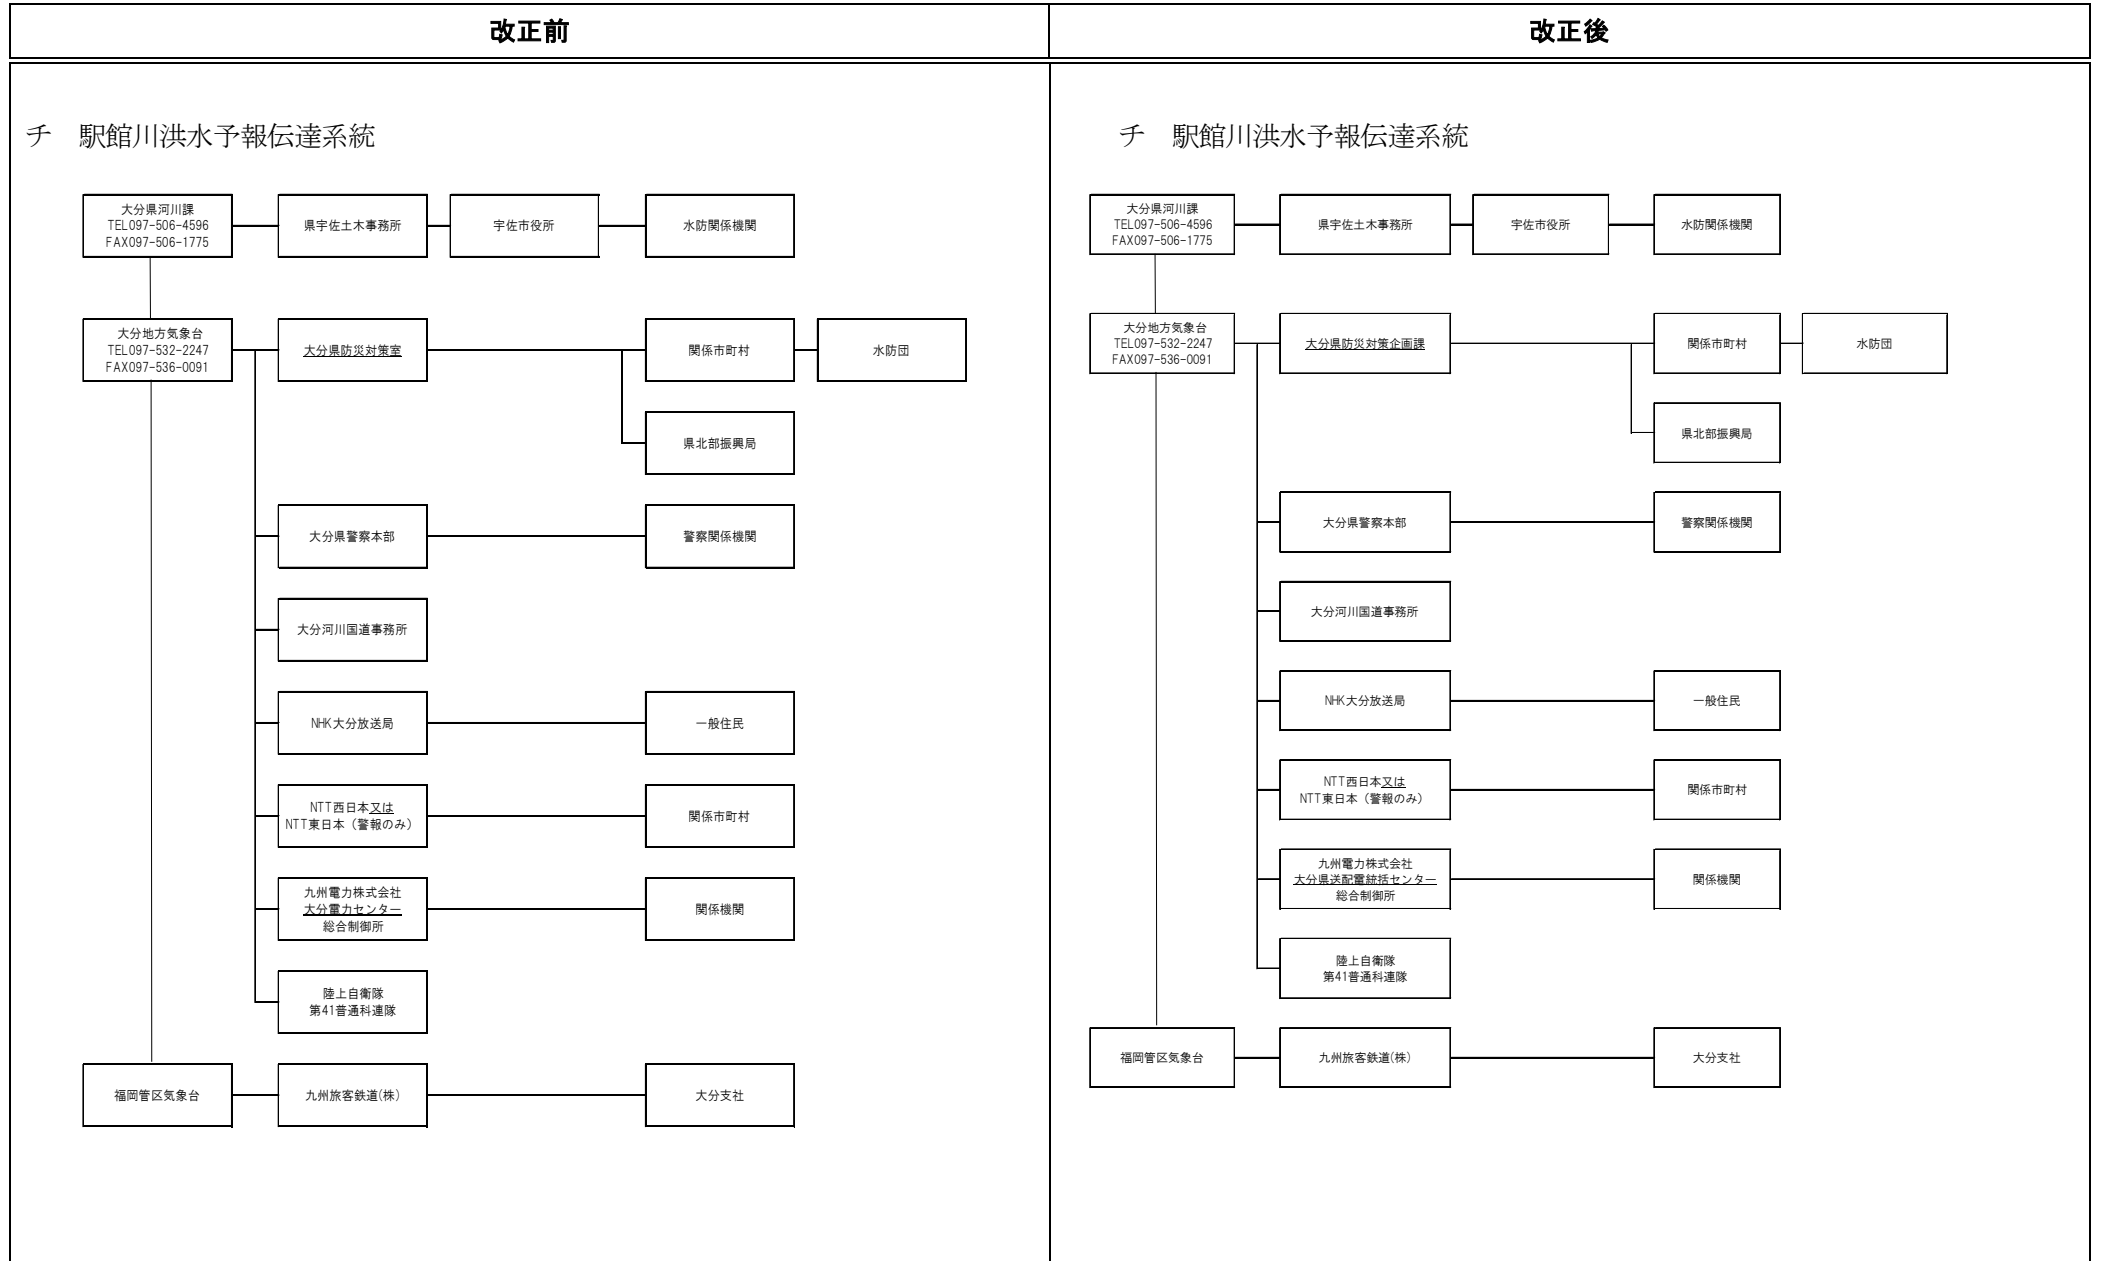 改正前
改正後
チ　駅館川洪水予報伝達系統
大分県河川課
TEL097-506-4596
FAX097-506-1775
県宇佐土木事務所
宇佐市役所
水防関係機関
大分地方気象台
TEL097-532-2247
FAX097-536-0091
大分県防災対策室
関係市町村
水防団
県北部振興局
大分県警察本部
警察関係機関
大分河川国道事務所
NHK大分放送局
一般住民
NTT西日本又は
NTT東日本（警報のみ）
関係市町村
九州電力株式会社
大分電力センター
総合制御所
関係機関
陸上自衛隊
第41普通科連隊
福岡管区気象台
九州旅客鉄道(株)
大分支社
チ　駅館川洪水予報伝達系統
大分県河川課
TEL097-506-4596
FAX097-506-1775
県宇佐土木事務所
宇佐市役所
水防関係機関
大分地方気象台
TEL097-532-2247
FAX097-536-0091
大分県防災対策企画課
関係市町村
水防団
県北部振興局
大分県警察本部
警察関係機関
大分河川国道事務所
NHK大分放送局
一般住民
NTT西日本又は
NTT東日本（警報のみ）
関係市町村
九州電力株式会社
大分県送配電統括センター
総合制御所
関係機関
陸上自衛隊
第41普通科連隊
福岡管区気象台
九州旅客鉄道(株)
大分支社